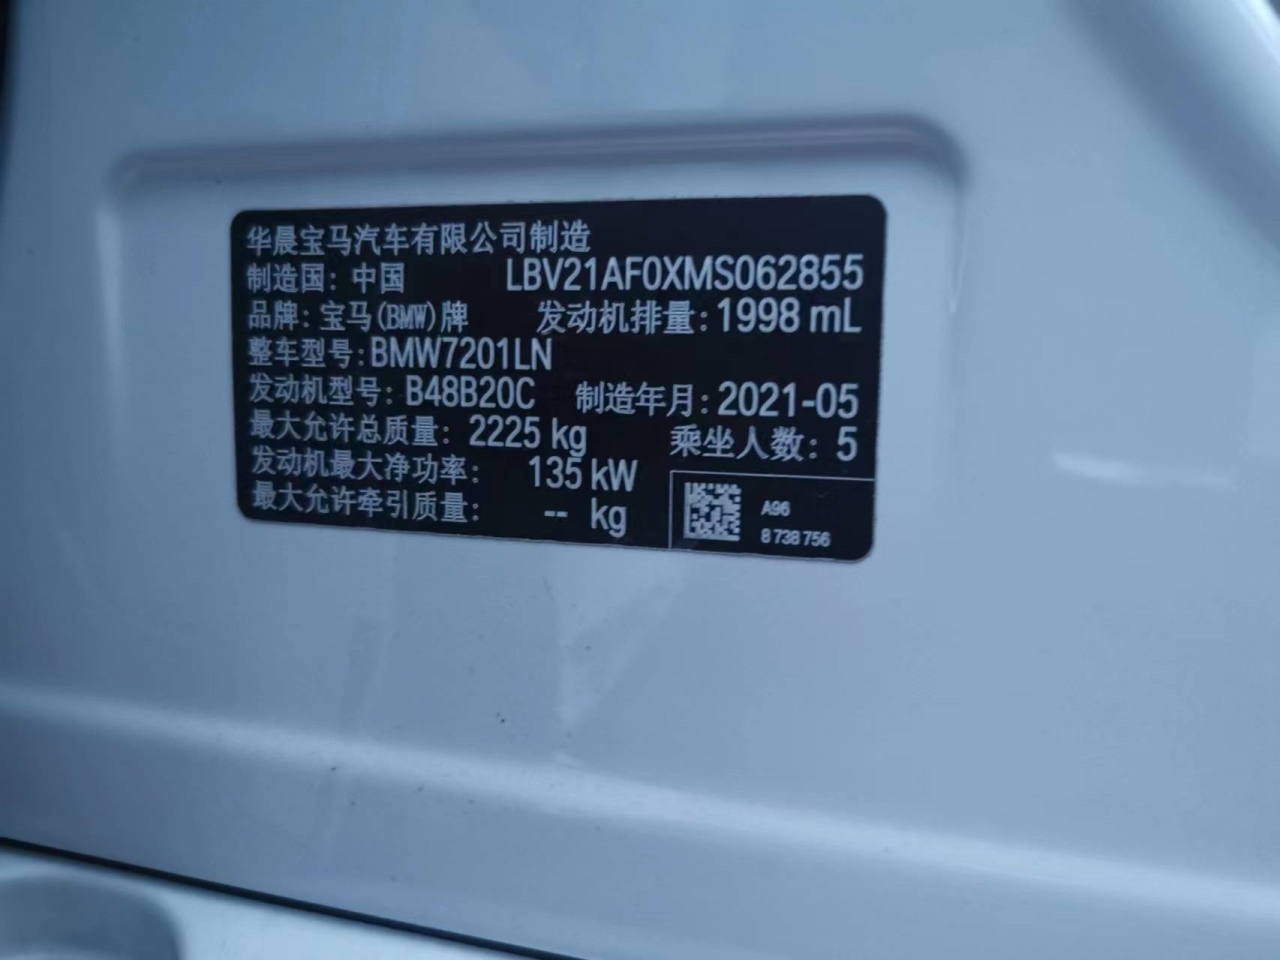 华晨宝马汽车有限公司制造
制造国: 中国 LBV21AF0XMS062855
品牌: 宝马(BMW)牌 发动机排量: 1998 mL
整车型号: BMW7201LN
发动机型号: B48B20C 制造年月: 2021-05
最大允许总质量: 2225 kg 乘坐人数: 5
发动机最大净功率: 135 kW
最大允许牵引质量: -- kg
A96
8 738 756